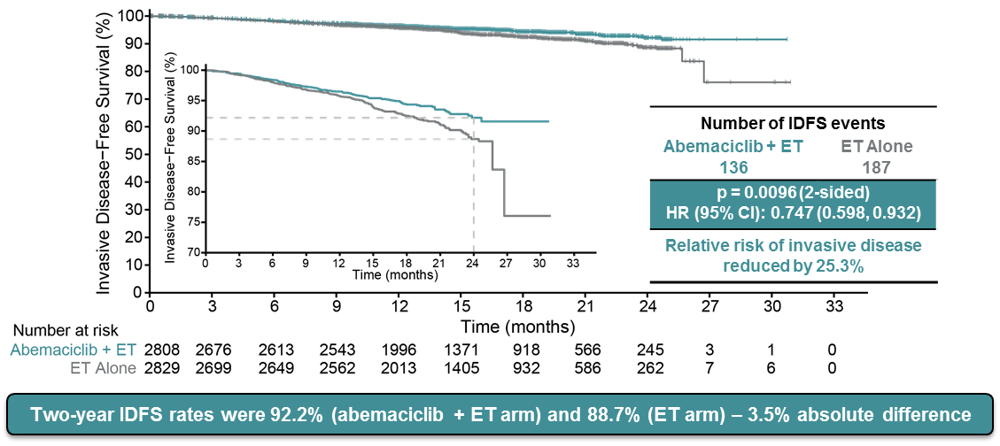 Invasive Disease−Free Survival (%)
100
90
80
70
60
50
40
30
20
10
0
0 3 6 9 12 15 18 21 24 27 30 33
Time (months)
Invasive Disease−Free Survival (%)
100
95
90
85
80
75
70
0 3 6 9 12 15 18 21 24 27 30 33
Time (months)
Number of IDFS events
Abemaciclib + ET ET Alone
136 187
p = 0.0096 (2-sided)
HR (95% CI): 0.747 (0.598, 0.932)
Relative risk of invasive disease
reduced by 25.3%
Number at risk
Abemaciclib + ET 2808 2676 2613 2543 1996 1371 918 566 245 3 1 0
ET Alone 2829 2699 2649 2562 2013 1405 932 586 262 7 6 0
Two-year IDFS rates were 92.2% (abemaciclib + ET arm) and 88.7% (ET arm) – 3.5% absolute difference